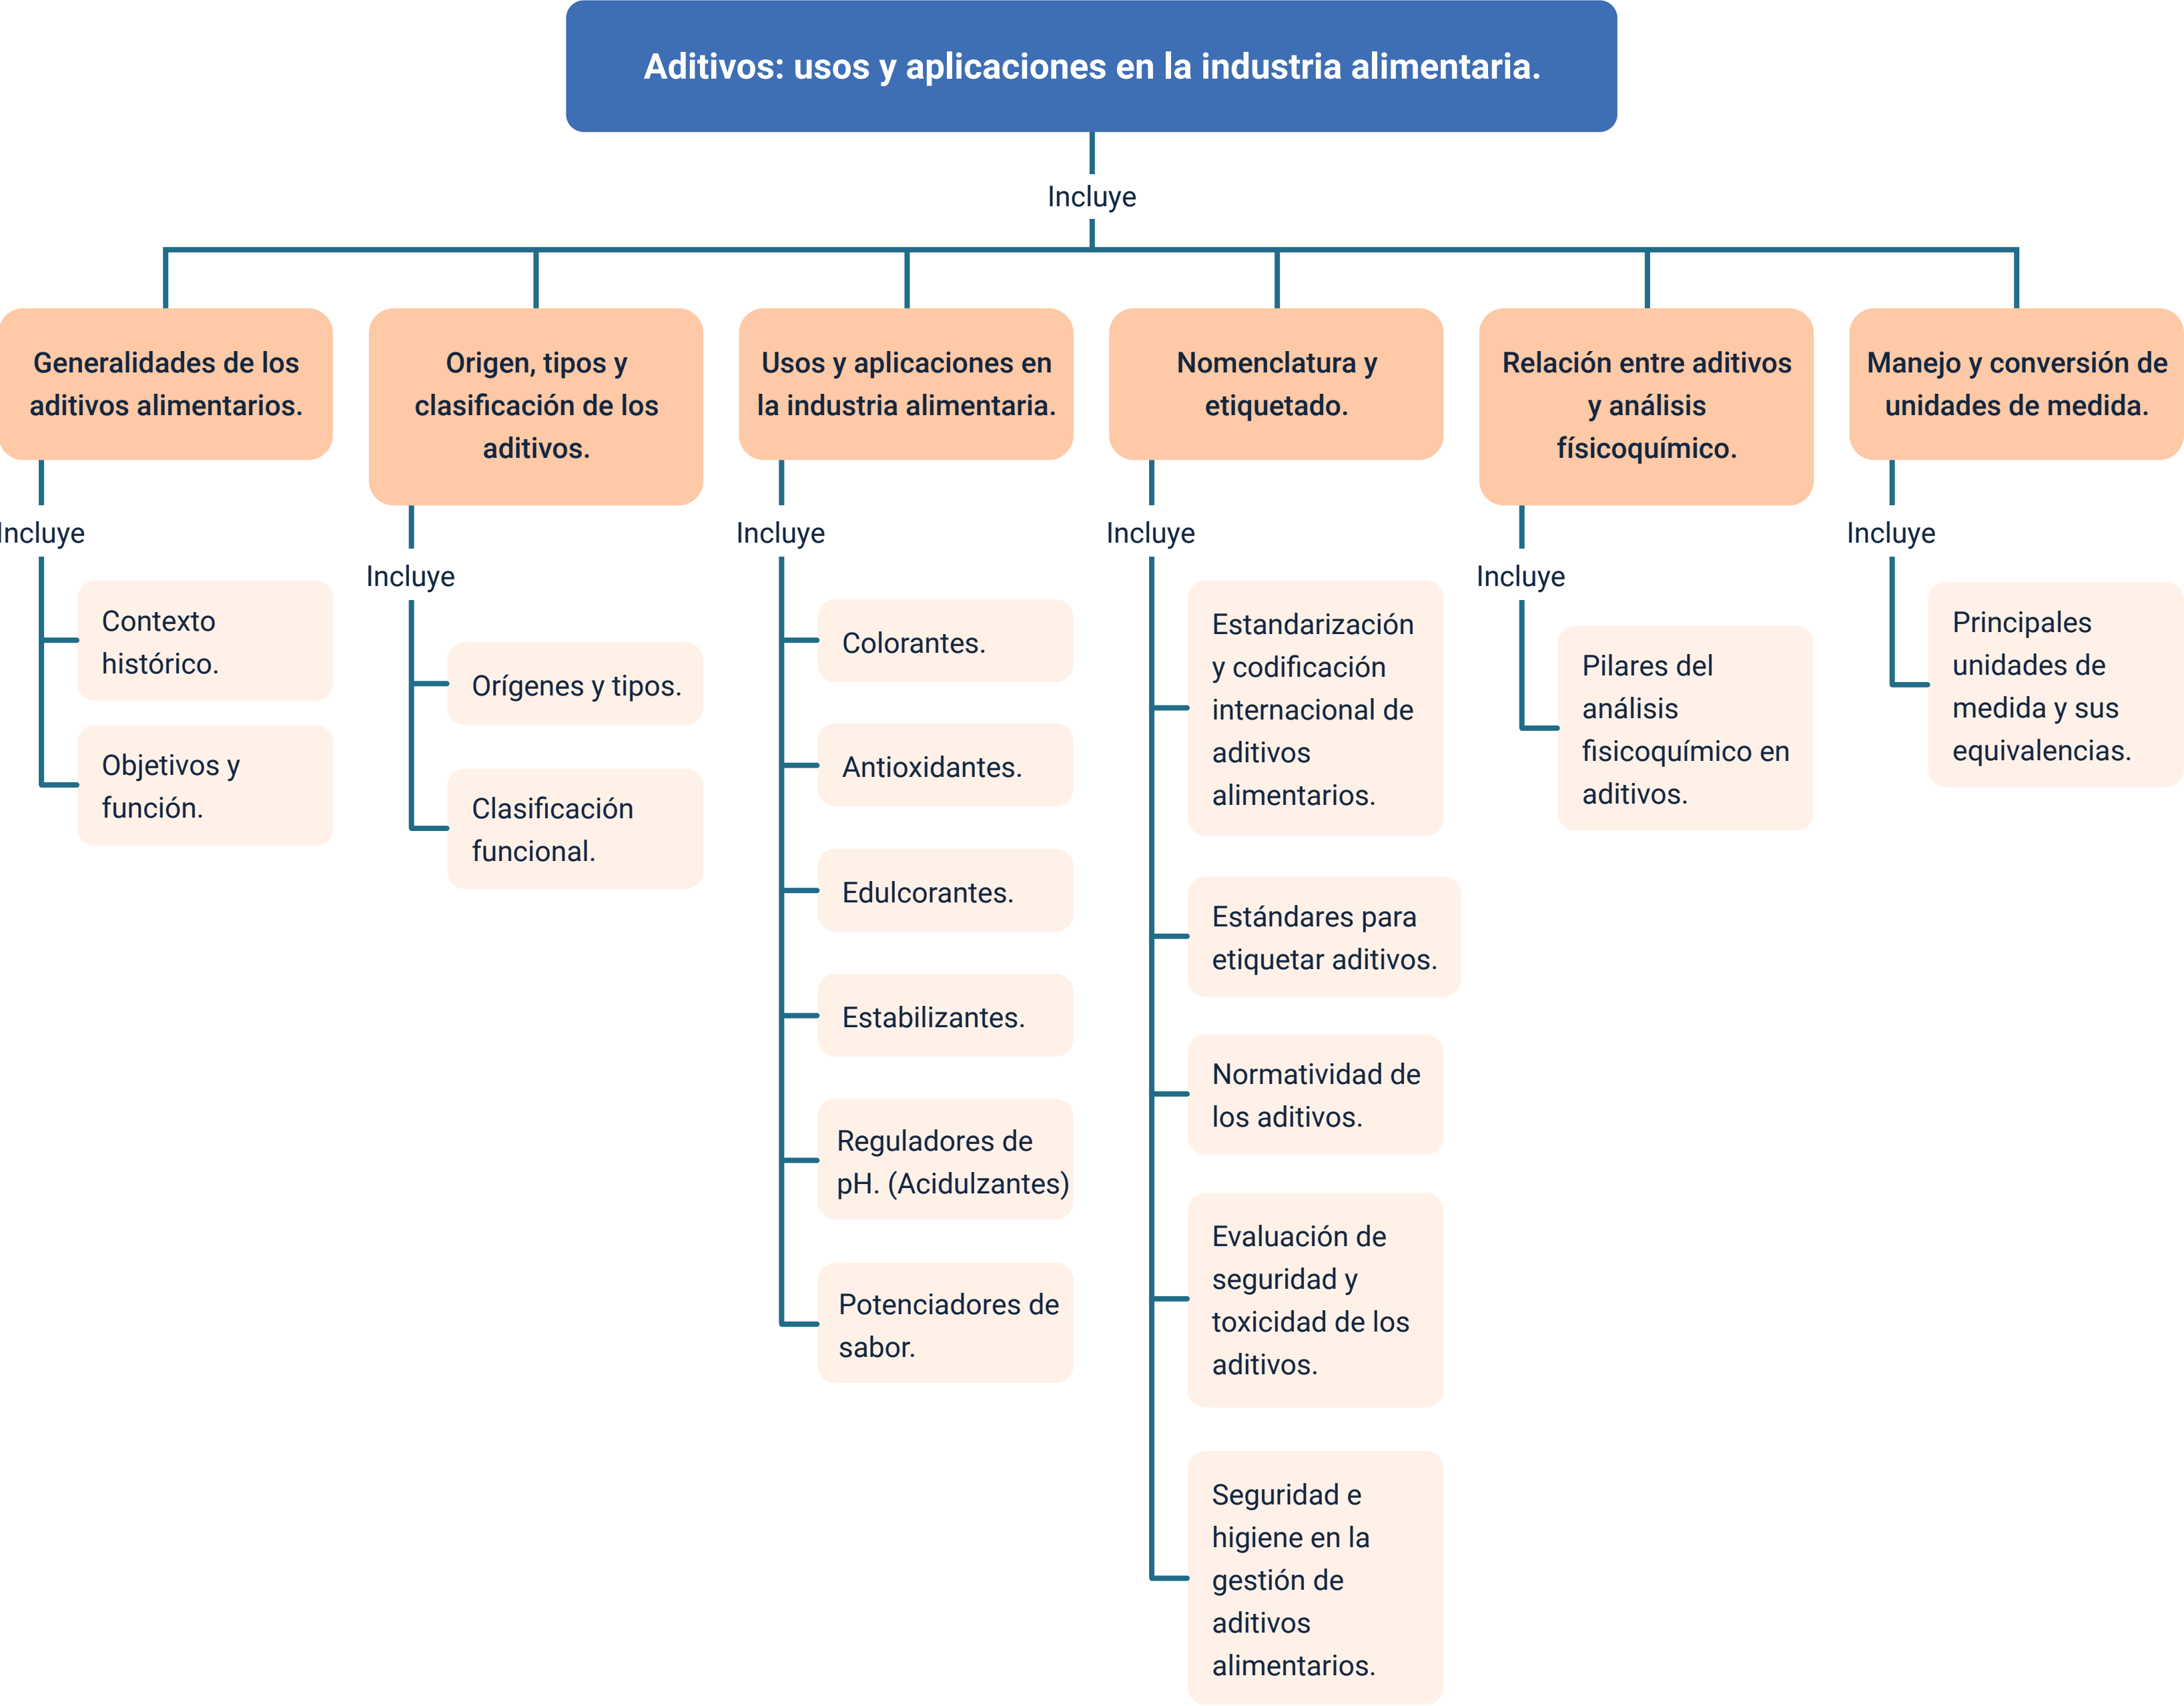 Aditivos: usos y aplicaciones en la industria alimentaria.
Incluye
Generalidades de los
aditivos alimentarios.
Incluye
Contexto
histórico.
Objetivos y
función.
Origen, tipos y
clasificación de los
aditivos.
Incluye
Orígenes y tipos.
Clasificación
funcional.
Usos y aplicaciones en
la industria alimentaria.
Incluye
Colorantes.
Antioxidantes.
Edulcorantes.
Estabilizantes.
Reguladores de
pH. (Acidulzantes)
Potenciadores de
sabor.
Nomenclatura y
etiquetado.
Incluye
Estandarización
y codificación
internacional de
aditivos
alimentarios.
Estándares para
etiquetar aditivos.
Normatividad de
los aditivos.
Evaluación de
seguridad y
toxicidad de los
aditivos.
Seguridad e
higiene en la
gestión de
aditivos
alimentarios.
Relación entre aditivos
y análisis
físicoquímico.
Incluye
Pilares del
análisis
fisicoquímico en
aditivos.
Manejo y conversión de
unidades de medida.
Incluye
Principales
unidades de
medida y sus
equivalencias.